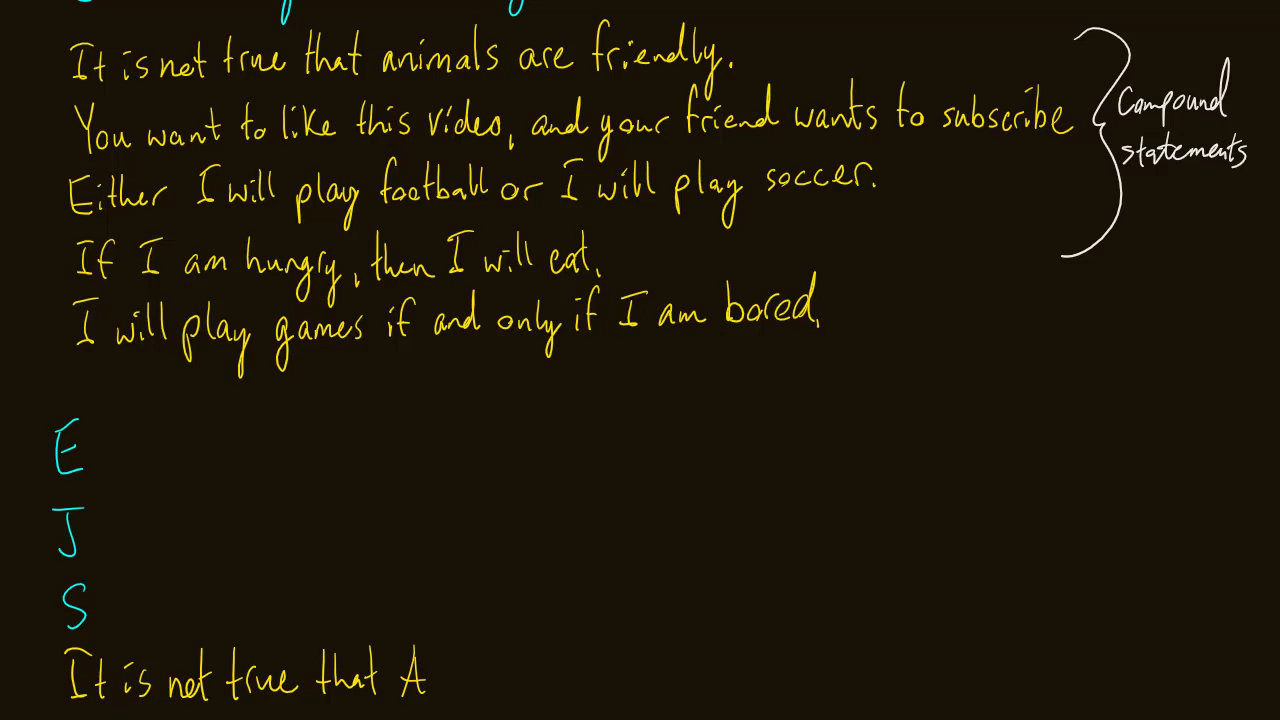 It is not true that animals are friendly.
You want to like this video, and your friend wants to subscribe
Either I will play football or I will play soccer.
If I am hungry, then I will eat.
I will play games if and only if I am bored.
Compound
statements
E
J
S
It is not true that A